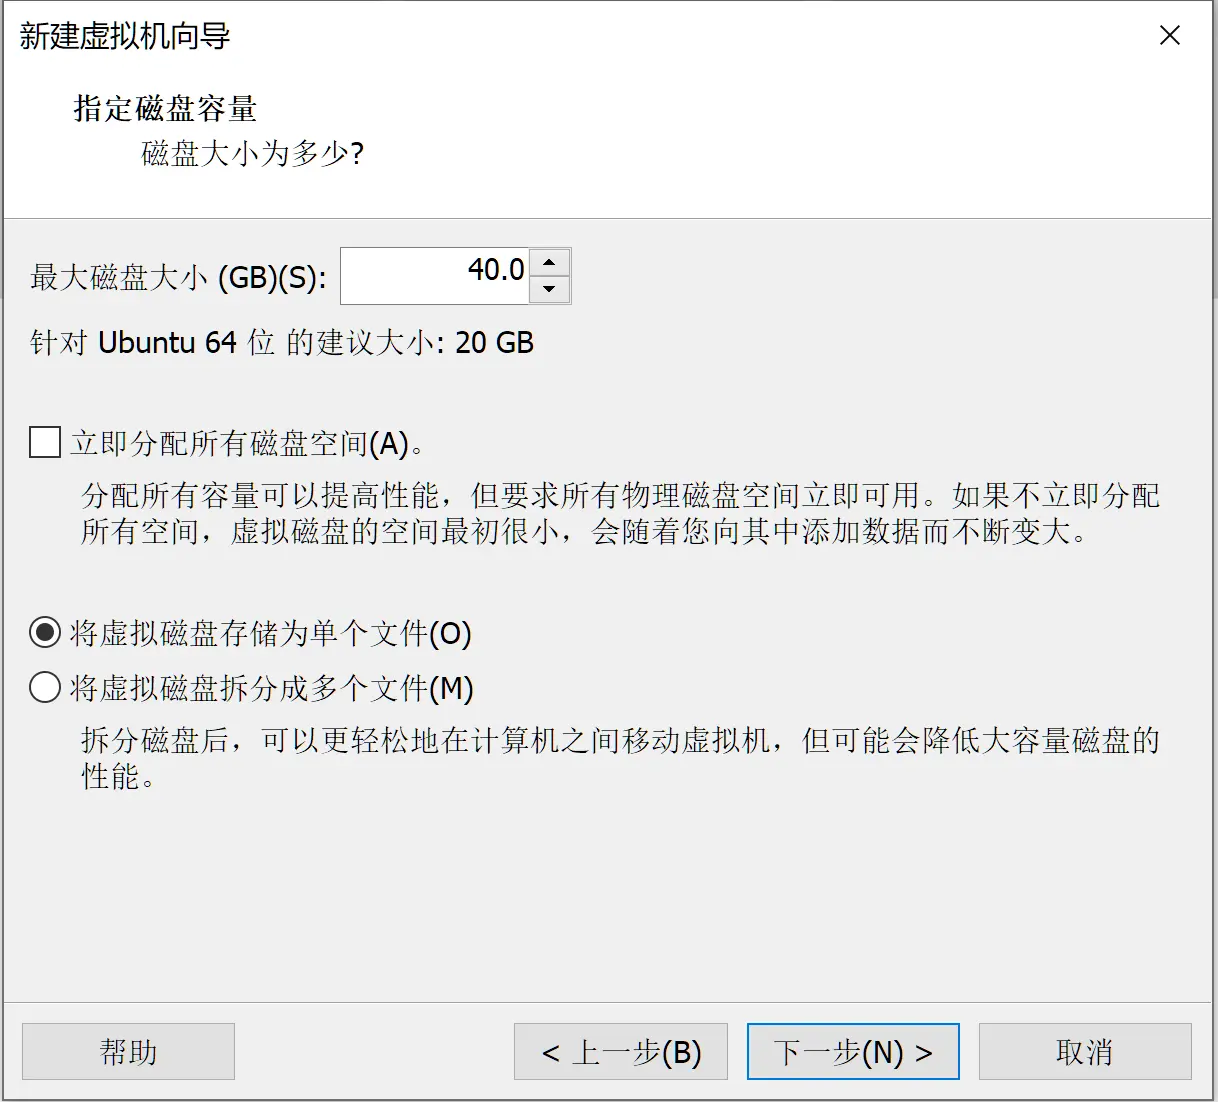 新建虚拟机向导
指定磁盘容量
磁盘大小为多少?
最大磁盘大小 (GB)(S): 40.0
针对 Ubuntu 64 位 的建议大小: 20 GB
立即分配所有磁盘空间(A)。
分配所有容量可以提高性能，但要求所有物理磁盘空间立即可用。如果不立即分配
所有空间，虚拟磁盘的空间最初很小，会随着您向其中添加数据而不断变大。
将虚拟磁盘存储为单个文件(O)
将虚拟磁盘拆分成多个文件(M)
拆分磁盘后，可以更轻松地在计算机之间移动虚拟机，但可能会降低大容量磁盘的
性能。
帮助 < 上一步(B) 下一步(N) > 取消